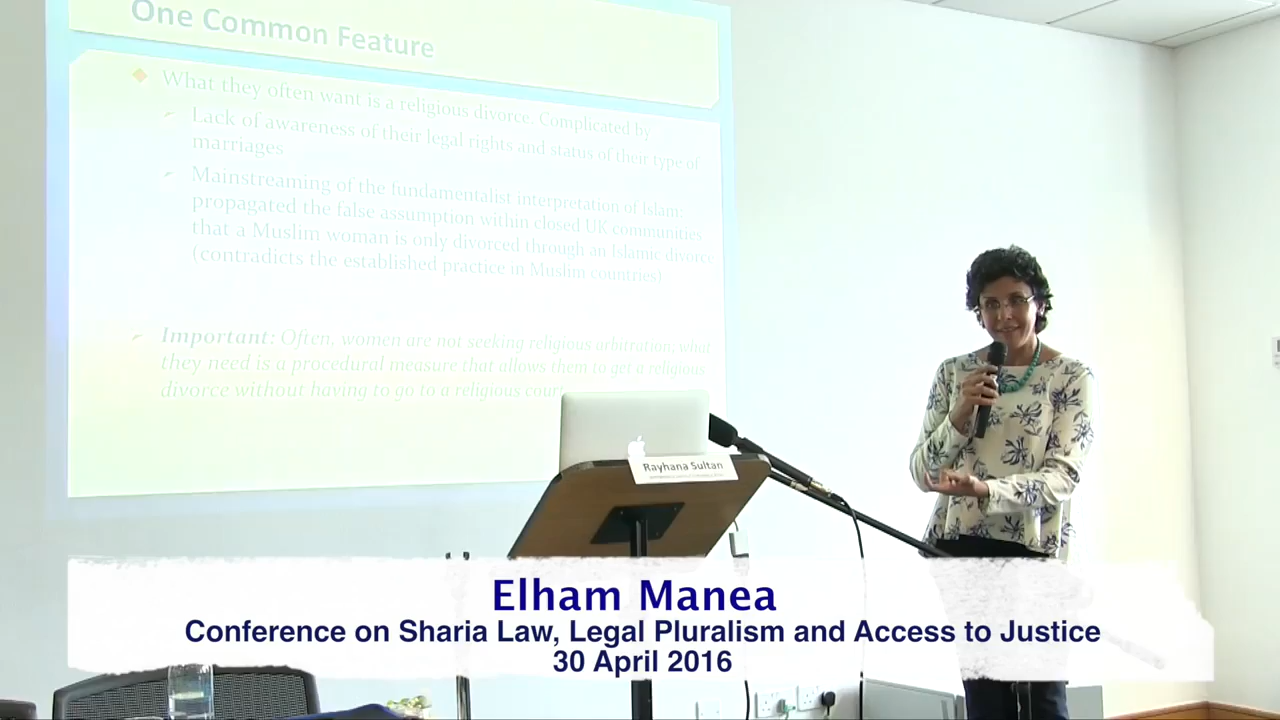 One Common Feature
What they often want is a religious divorce. Complicated by
Lack of awareness of their legal rights and status of their type of
marriages
Mainstreaming of the fundamentalist interpretation of Islam:
propagated the false assumption within closed UK communities
that a Muslim woman is only divorced through an Islamic divorce
(contradicts the established practice in Muslim countries)
Important: Often, women are not seeking religious arbitration; what
they need is a procedural measure that allows them to get a religious
divorce without having to go to a religious court
Rayhana Sultan
Elham Manea
Conference on Sharia Law, Legal Pluralism and Access to Justice
30 April 2016